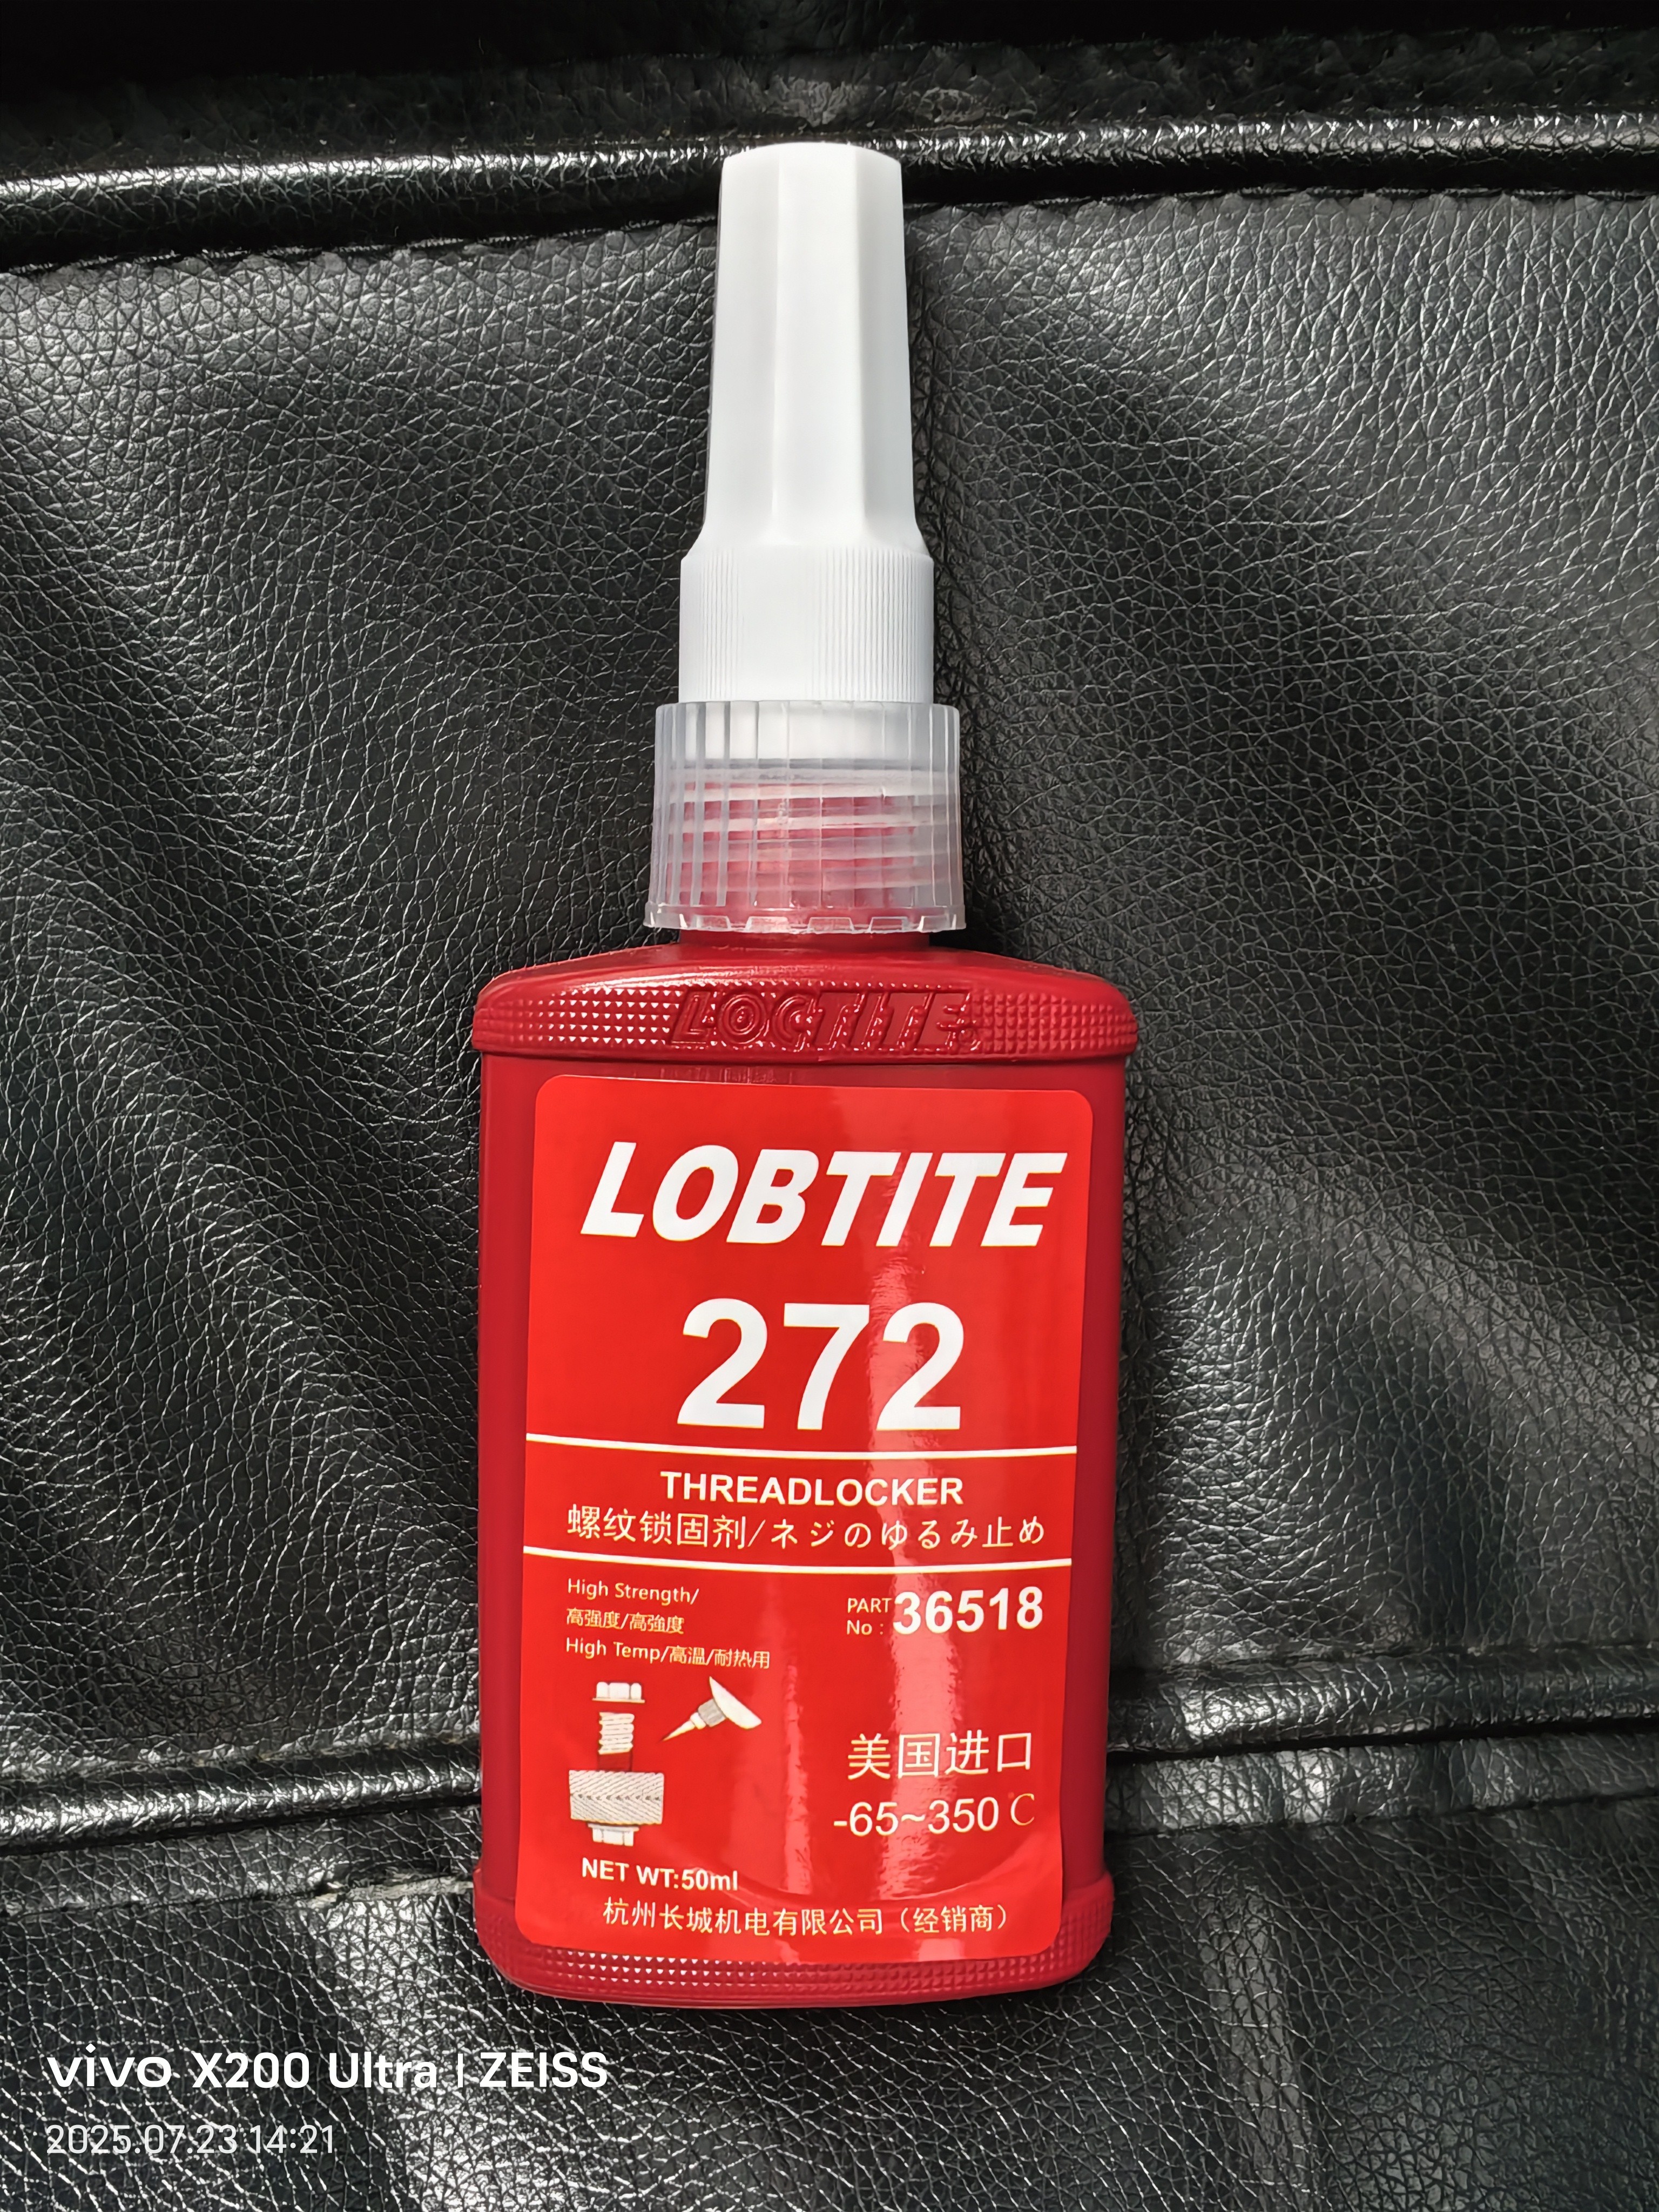 LOCTITE
LOBTITE
272
THREADLOCKER
螺纹锁固剂/ネジのゆるみ止め
High Strength/
高强度/高強度
High Temp/高温/耐热用
PART
No : 36518
美国进口
-65~350℃
NET WT:50ml
杭州长城机电有限公司（经销商）
vivo X200 Ultra | ZEISS
2025.07.23 14:21